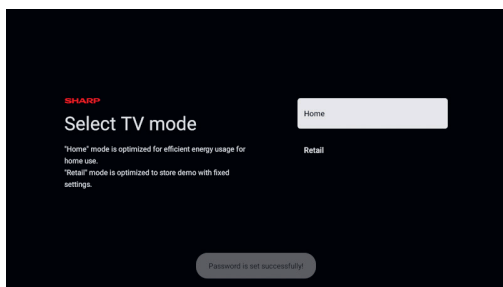 SHARP
Select TV mode
"Home" mode is optimized for efficient energy usage for
home use.
"Retail" mode is optimized to store demo with fixed
settings.
Home
Retail
Password is set successfully!